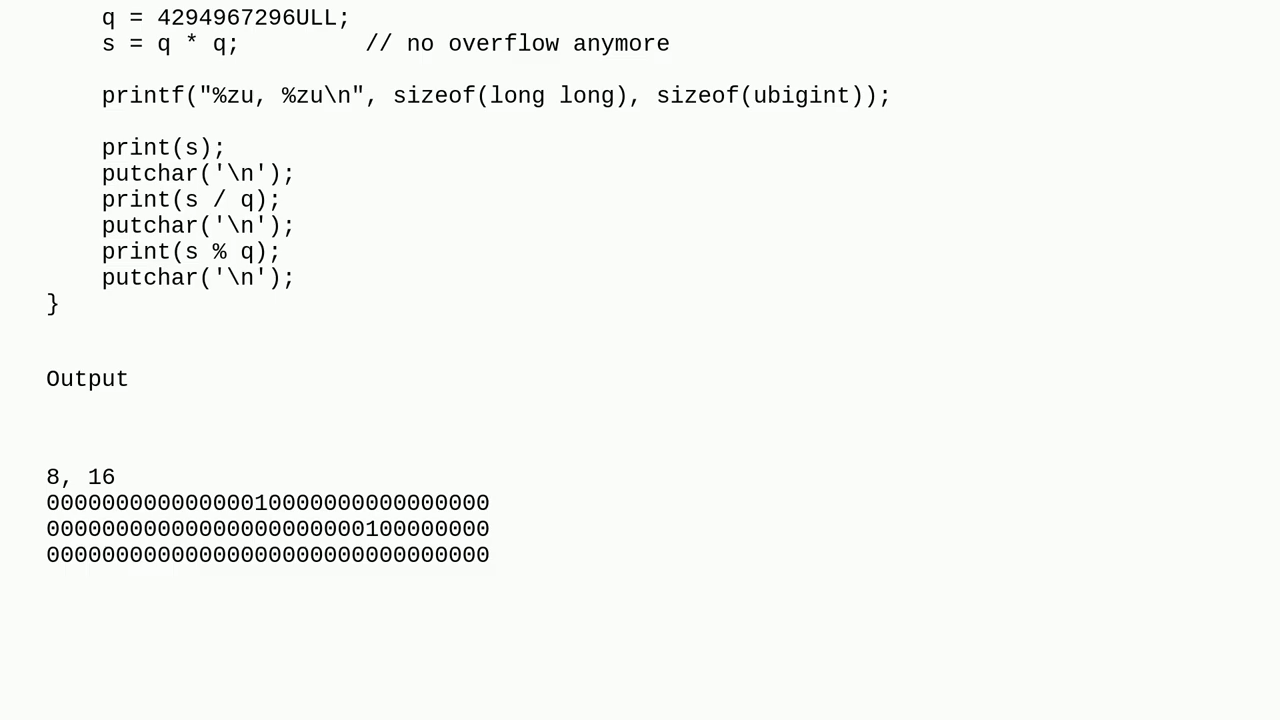 q = 4294967296ULL;
s = q * q;         // no overflow anymore
printf("%zu, %zu\n", sizeof(long long), sizeof(ubigint));
print(s);
putchar('\n');
print(s / q);
putchar('\n');
print(s % q);
putchar('\n');
}
Output
8, 16
00000000000000010000000000000000
00000000000000000000000100000000
00000000000000000000000000000000